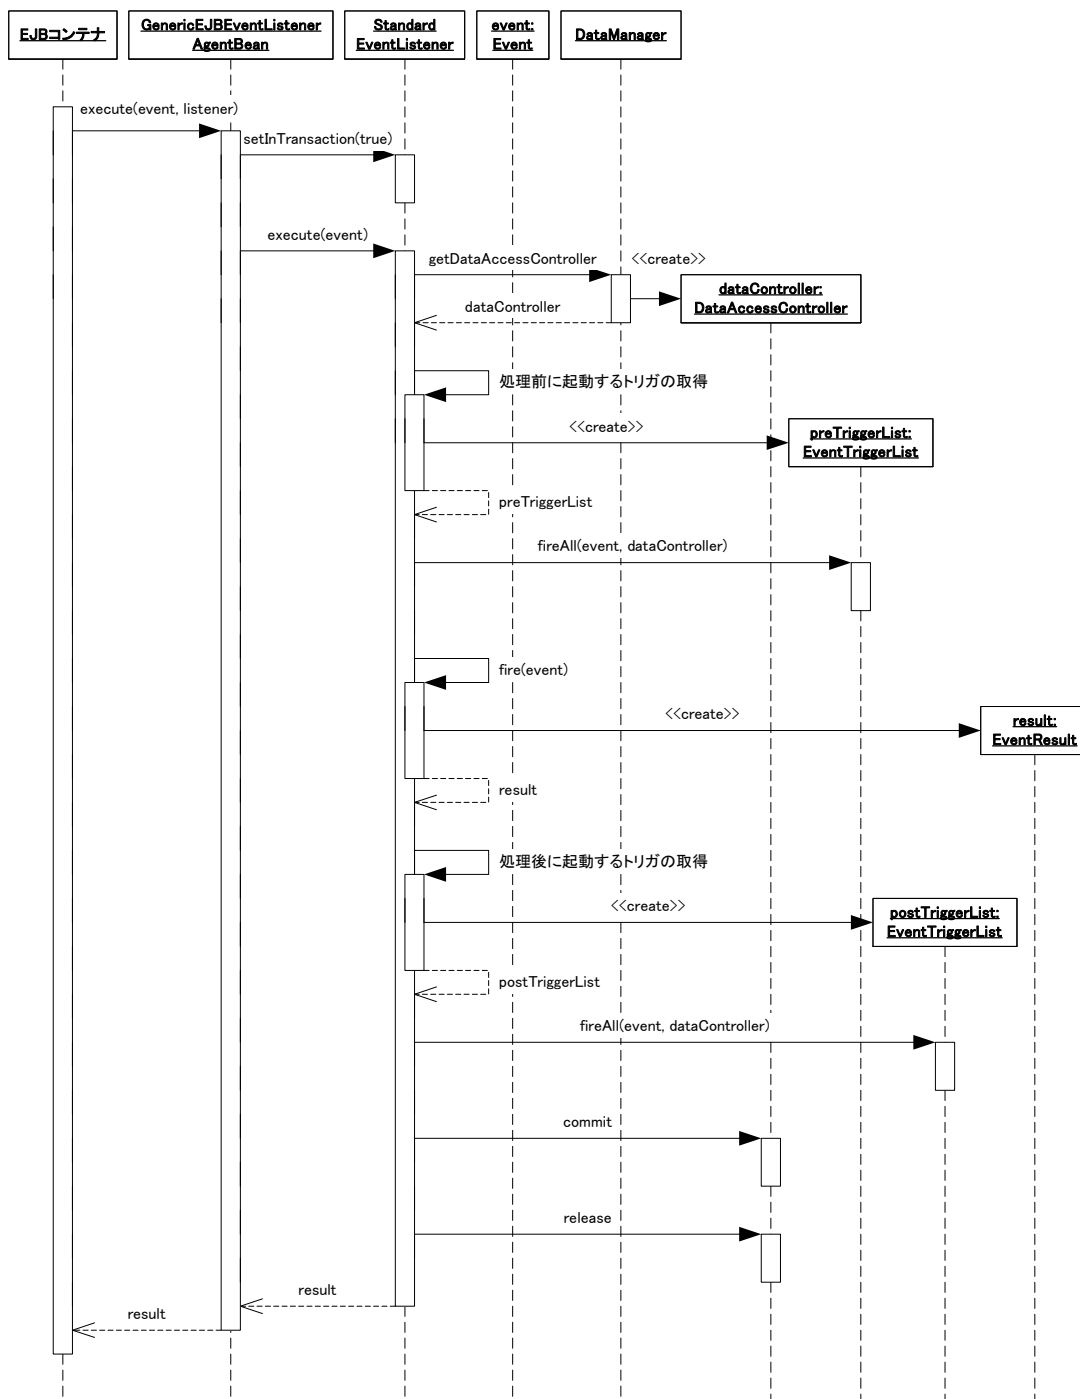 EJBコンテナ
GenericEJBEventListener
AgentBean
Standard
EventListener
event:
Event
DataManager
execute(event, listener)
setInTransaction(true)
execute(event)
getDataAccessController
<<create>>
dataController:
DataAccessController
dataController
処理前に起動するトリガの取得
<<create>>
preTriggerList:
EventTriggerList
preTriggerList
fireAll(event, dataController)
fire(event)
<<create>>
result:
EventResult
result
処理後に起動するトリガの取得
<<create>>
postTriggerList:
EventTriggerList
postTriggerList
fireAll(event, dataController)
commit
release
result
result